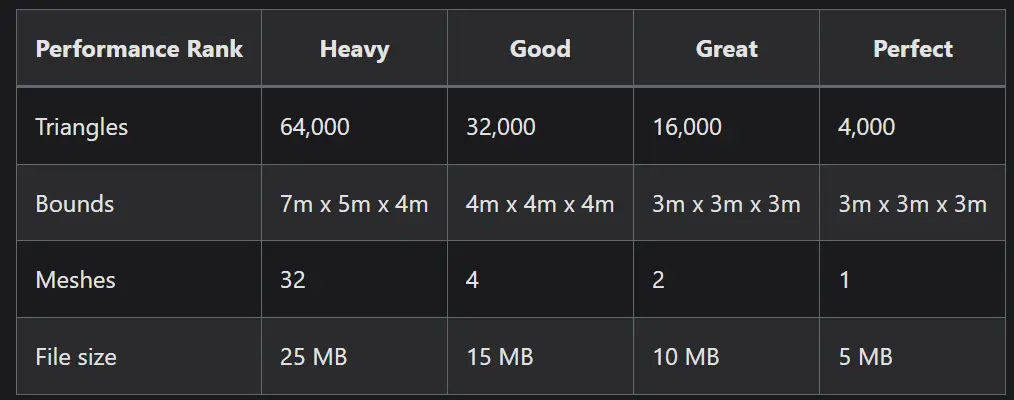 Performance Rank Heavy Good Great Perfect
Triangles 64,000 32,000 16,000 4,000
Bounds 7m x 5m x 4m 4m x 4m x 4m 3m x 3m x 3m 3m x 3m x 3m
Meshes 32 4 2 1
File size 25 MB 15 MB 10 MB 5 MB